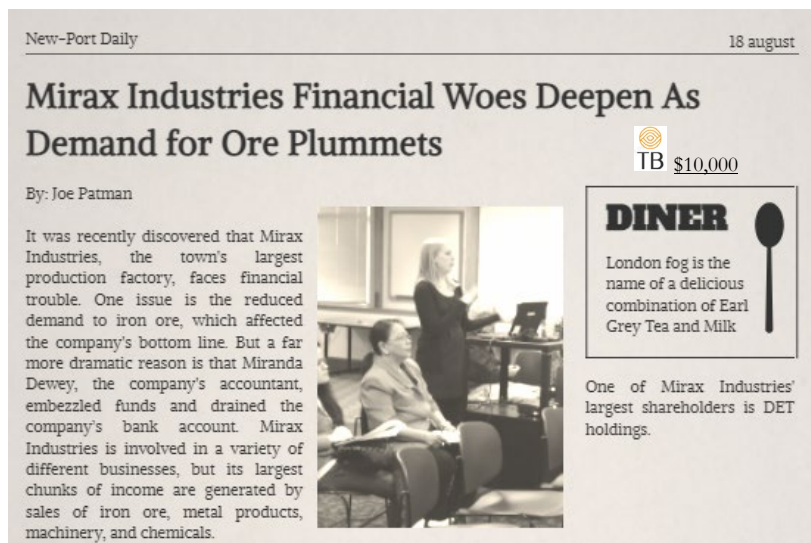 New-Port Daily
18 august
Mirax Industries Financial Woes Deepen As
Demand for Ore Plummets
TB $10,000
By: Joe Patman
It was recently discovered that Mirax
Industries, the town's largest
production factory, faces financial
trouble. One issue is the reduced
demand to iron ore, which affected
the company's bottom line. But a far
more dramatic reason is that Miranda
Dewey, the company's accountant,
embezzled funds and drained the
company's bank account. Mirax
Industries is involved in a variety of
different businesses, but its largest
chunks of income are generated by
sales of iron ore, metal products,
machinery, and chemicals.
DINER
London fog is the
name of a delicious
combination of Earl
Grey Tea and Milk
One of Mirax Industries'
largest shareholders is DET
holdings.